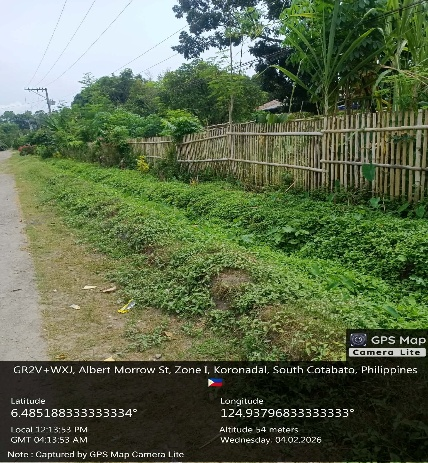 GPS Map
Camera Lite
GR2V+WXJ, Albert Morrow St, Zone I, Koronadal, South Cotabato, Philippines
Latitude
6.485188333333334°
Longitude
124.93796833333333°
Local 12:13:53 PM
GMT 04:13:53 AM
Altitude 54 meters
Wednesday, 04.02.2026
Note : Captured by GPS Map Camera Lite